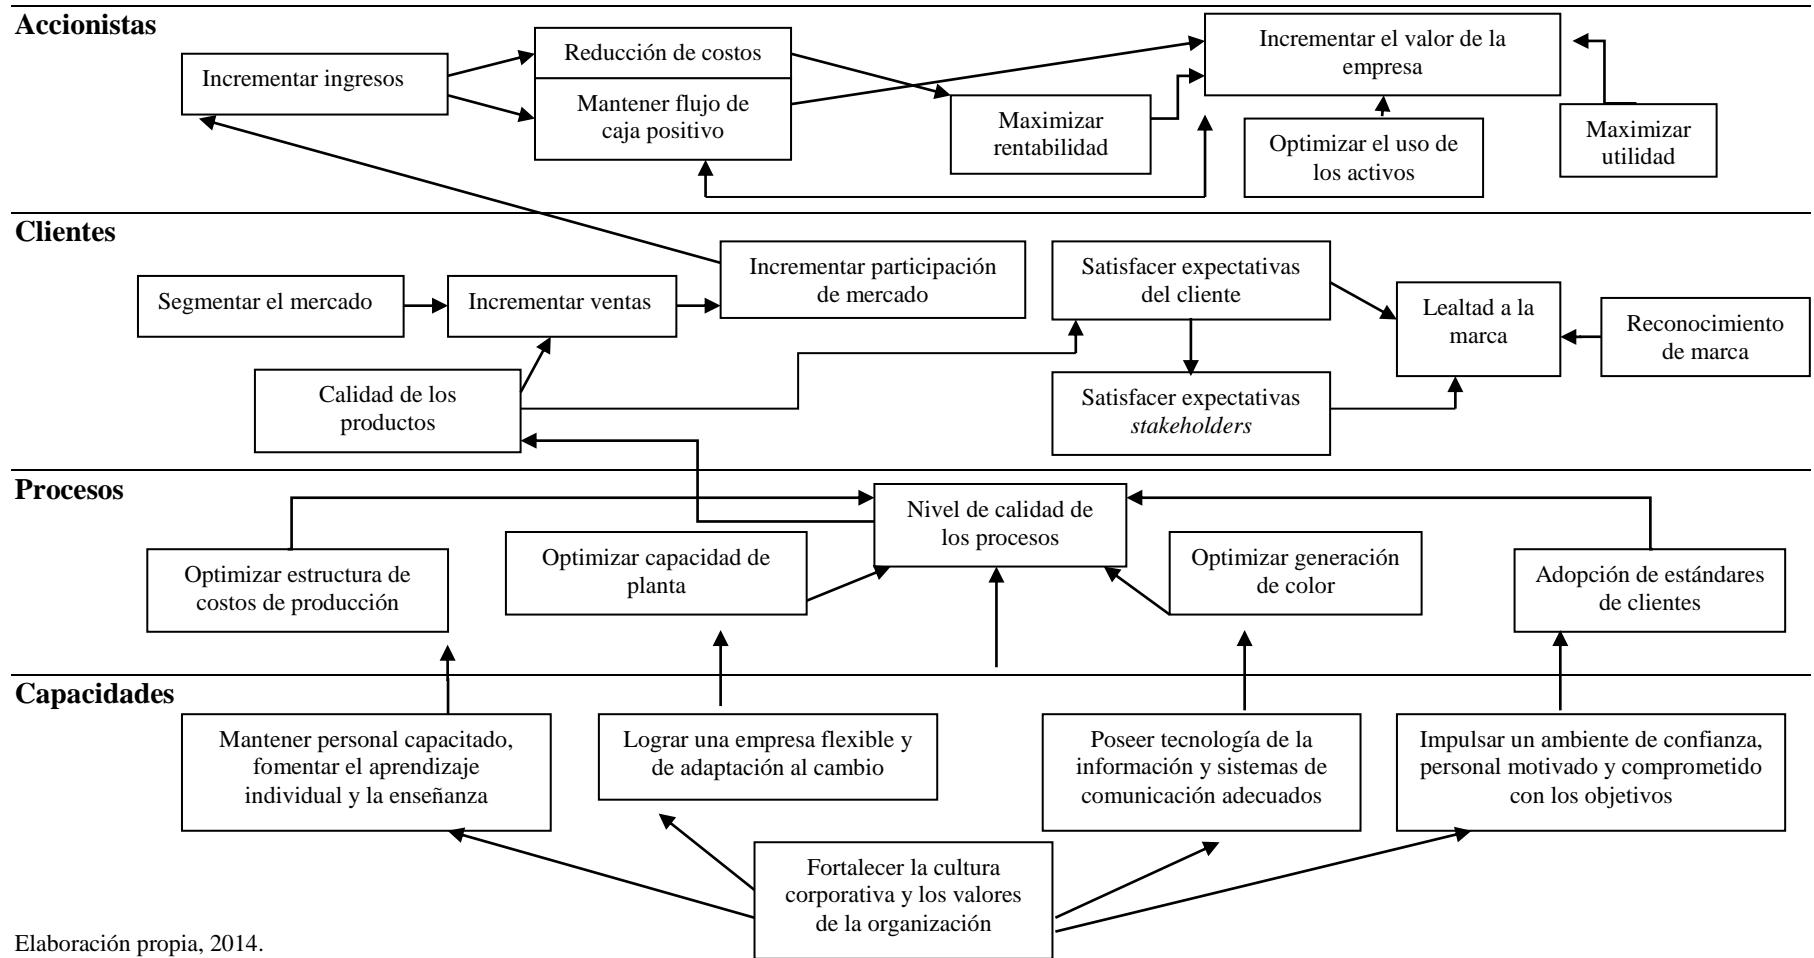 Accionistas
Incrementar ingresos
Reducción de costos
Mantener flujo de
caja positivo
Maximizar
rentabilidad
Incrementar el valor de la
empresa
Optimizar el uso de
los activos
Maximizar
utilidad
Clientes
Segmentar el mercado
Incrementar ventas
Incrementar participación
de mercado
Satisfacer expectativas
del cliente
Lealtad a la
marca
Reconocimiento
de marca
Calidad de los
productos
Satisfacer expectativas
stakeholders
Procesos
Optimizar estructura de
costos de producción
Optimizar capacidad de
planta
Nivel de calidad de
los procesos
Optimizar generación
de color
Adopción de estándares
de clientes
Capacidades
Mantener personal capacitado,
fomentar el aprendizaje
individual y la enseñanza
Lograr una empresa flexible y
de adaptación al cambio
Poseer tecnología de la
información y sistemas de
comunicación adecuados
Impulsar un ambiente de confianza,
personal motivado y comprometido
con los objetivos
Fortalecer la cultura
corporativa y los valores
de la organización
Elaboración propia, 2014.